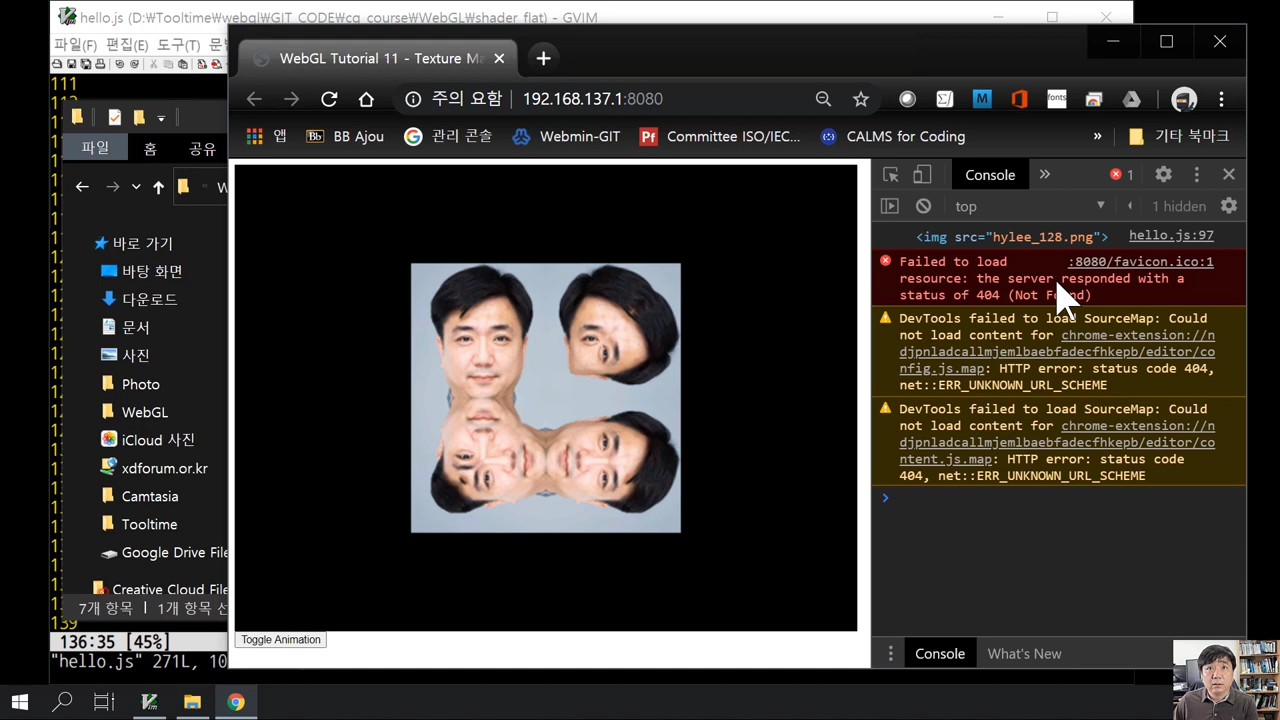 hello.js (D:₩Tooltime₩webgl₩GIT_CODE₩cg_course₩WebGL₩shader_flat) - GVIM
파일(F) 편집(E) 도구(T)
111
WebGL Tutorial 11 - Texture Ma
파일 홈 공유
주의 요함 192.168.137.1:8080
앱 BB Ajou 관리 콘솔 Webmin-GIT Committee ISO/IEC... CALMS for Coding » 기타 북마크
W
Console » 1
top 1 hidden
바로 가기
바탕 화면
다운로드
문서
사진
Photo
WebGL
iCloud 사진
xdforum.or.kr
Camtasia
Tooltime
Google Drive File
Creative Cloud File
7개 항목 1개 항목
139
136:35 [45%]
"hello.js" 271L, 10
<img src="hylee_128.png"> hello.js:97
Failed to load :8080/favicon.ico:1
resource: the server responded with a
status of 404 (Not Found)
DevTools failed to load SourceMap: Could
not load content for chrome-extension://n
djpnladcallmjemlbaebfadecfhkepb/editor/co
nfig.js.map: HTTP error: status code 404,
net::ERR_UNKNOWN_URL_SCHEME
DevTools failed to load SourceMap: Could
not load content for chrome-extension://n
djpnladcallmjemlbaebfadecfhkepb/editor/co
ntent.js.map: HTTP error: status code
404, net::ERR_UNKNOWN_URL_SCHEME
Toggle Animation
Console What's New